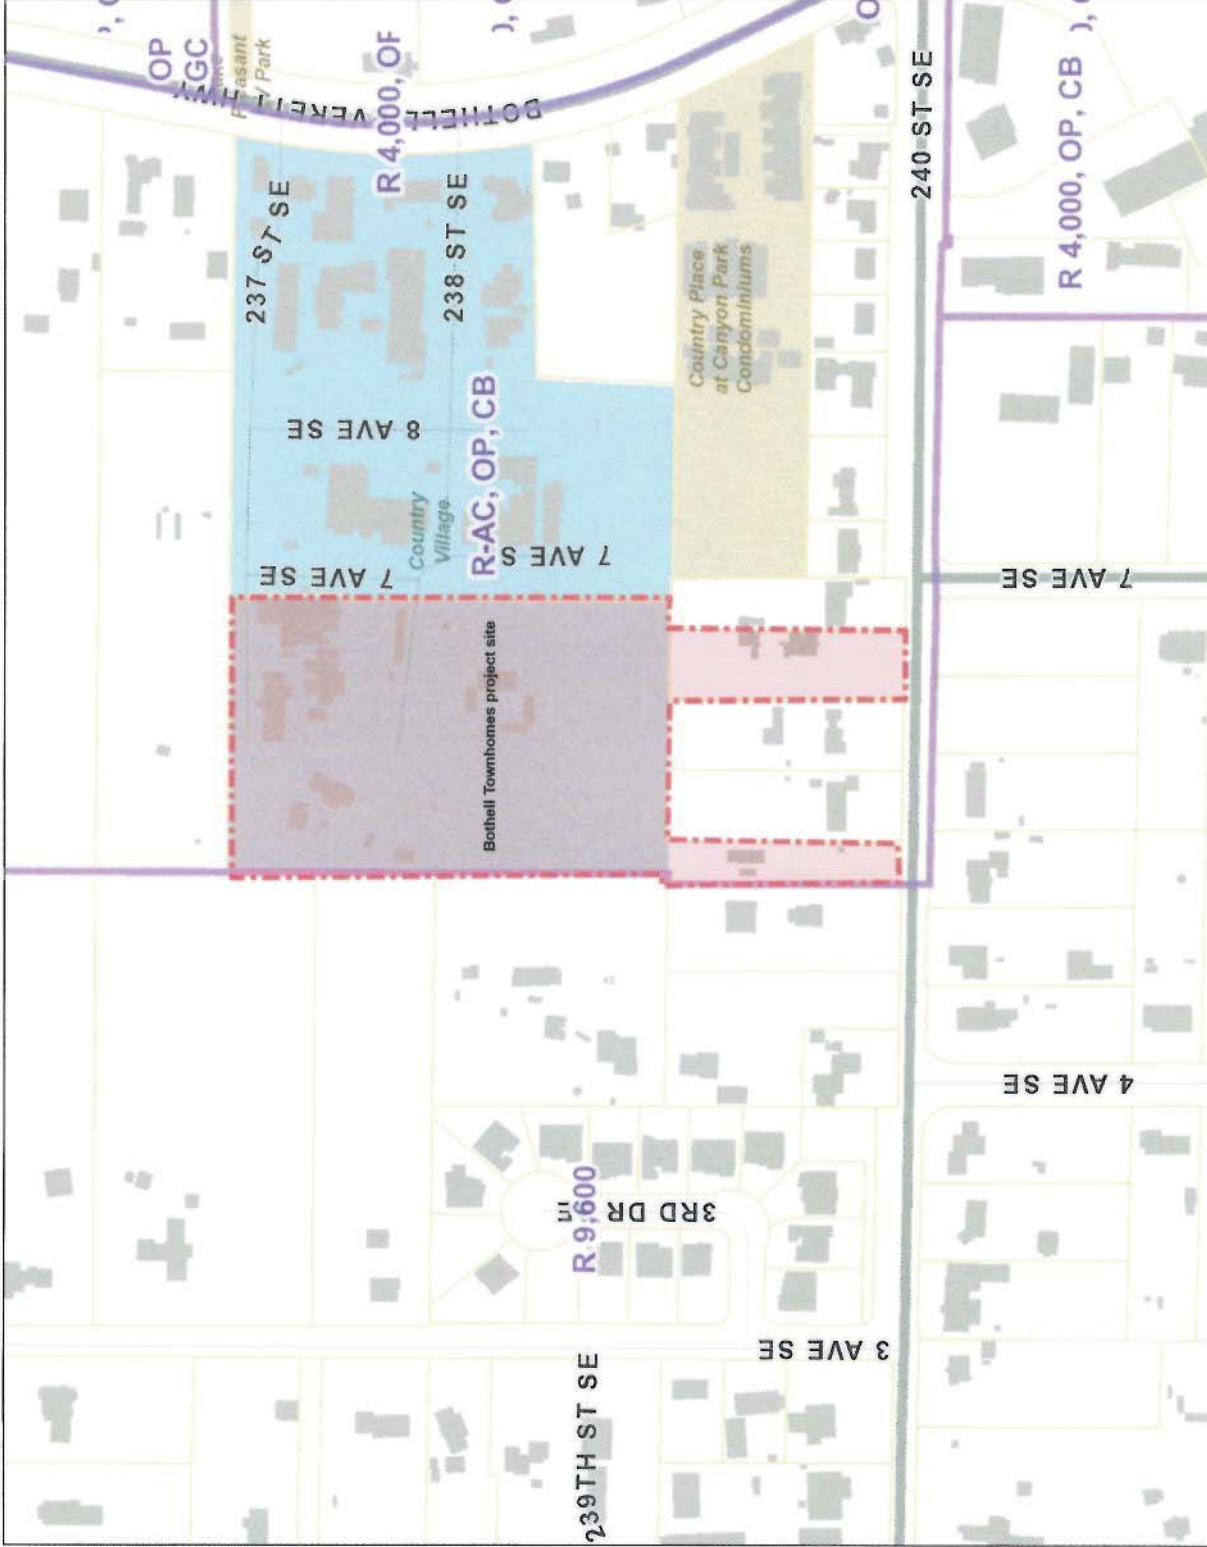 OP
GC
Pleasant
V Park
R 4,000, OF
BOTHELL EVERETT HWY
237 ST SE
238 ST SE
8 AVE SE
Country
Village
R-AC, OP, CB
7 AVE SE
7 AVE S
Bothell Townhomes project site
Country Place
at Canyon Park
Condominiums
240 ST SE
R 4,000, OP, CB
7 AVE SE
4 AVE SE
3RD DR
R 9,600
3 AVE SE
239TH ST SE